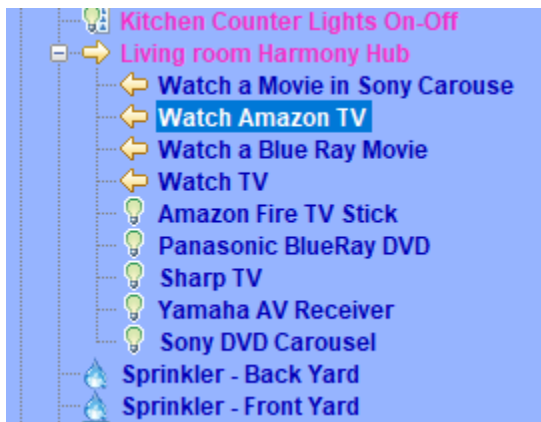 Kitchen Counter Lights On-Off
Living room Harmony Hub
Watch a Movie in Sony Carouse
Watch Amazon TV
Watch a Blue Ray Movie
Watch TV
Amazon Fire TV Stick
Panasonic BlueRay DVD
Sharp TV
Yamaha AV Receiver
Sony DVD Carousel
Sprinkler - Back Yard
Sprinkler - Front Yard